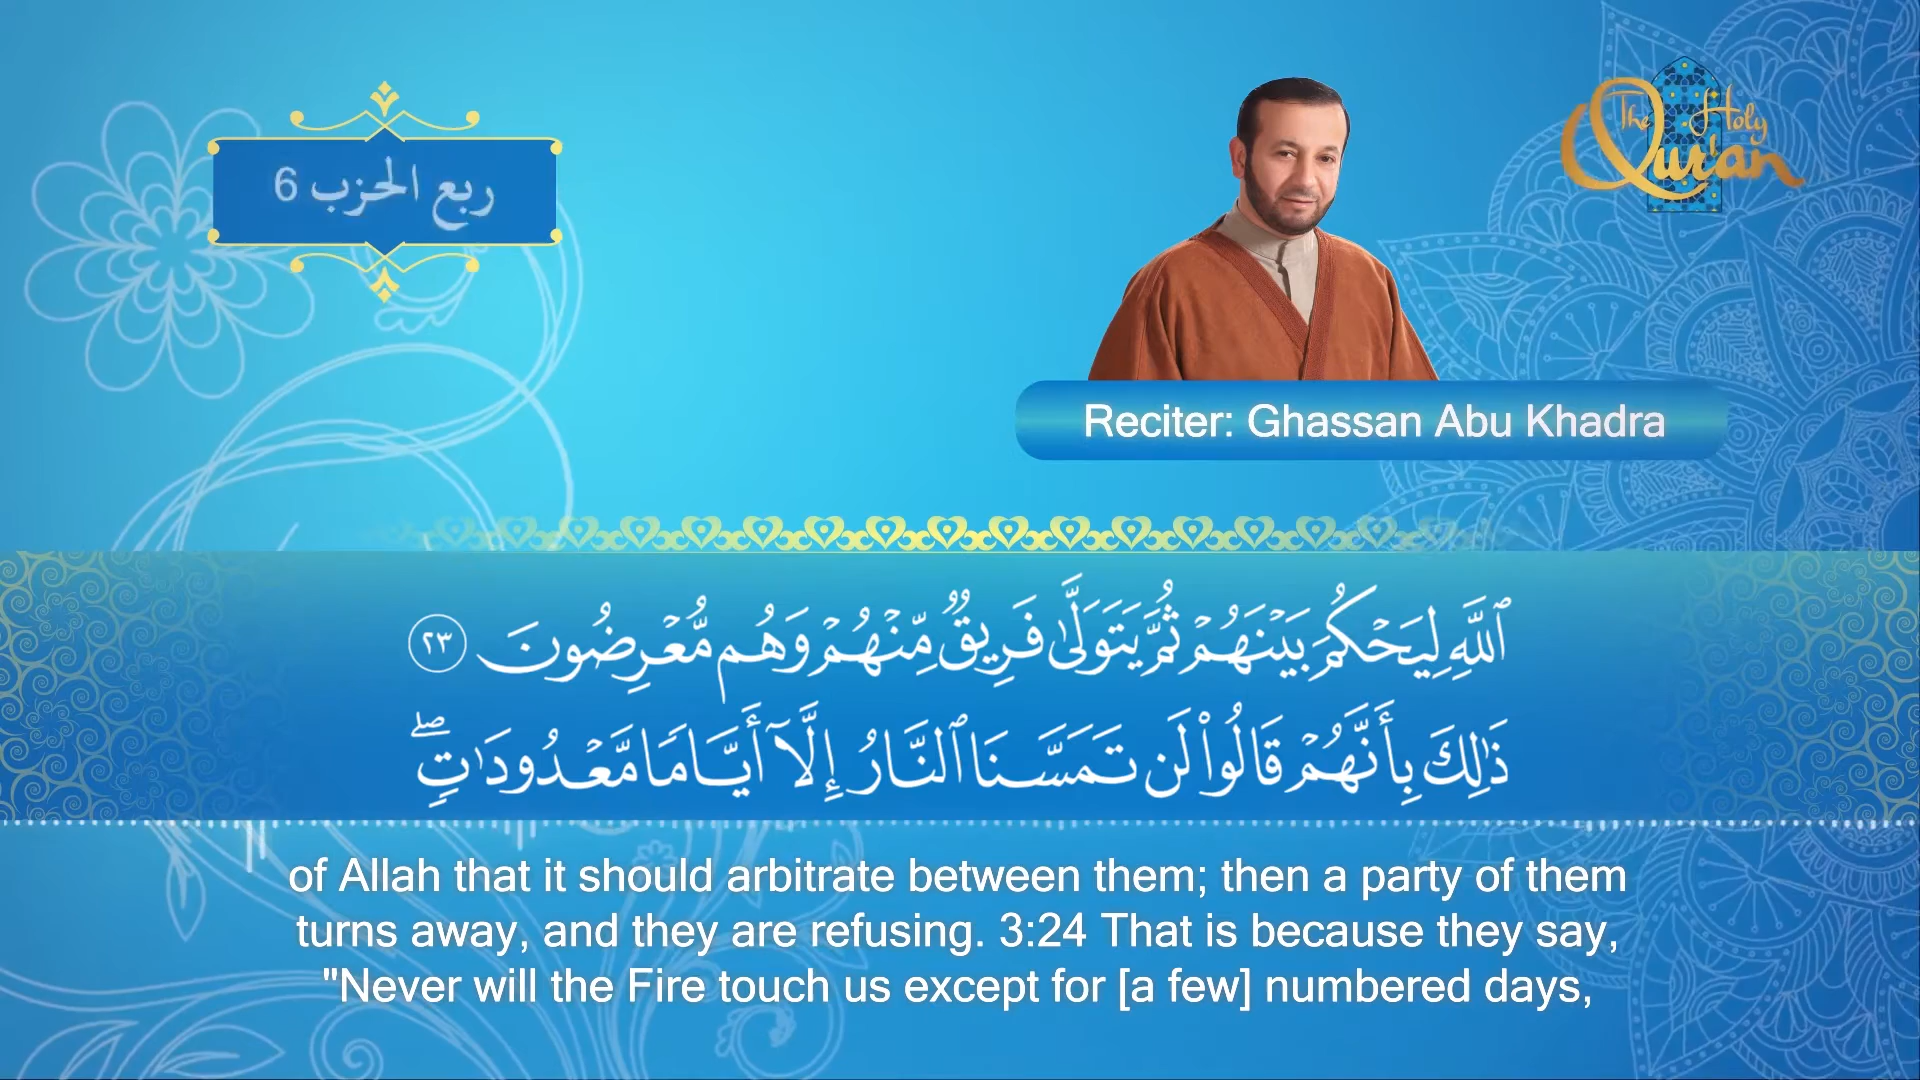 ربع الحزب 6
The Holy
Qur'an
Reciter: Ghassan Abu Khadra
ٱللَّهِ لِيَحْكُمَ بَيْنَهُمْ ثُمَّ يَتَوَلَّىٰ فَرِيقٌ مِّنْهُمْ وَهُم مُّعْرِضُونَ ٢٣
ذَٰلِكَ بِأَنَّهُمْ قَالُوا۟ لَن تَمَسَّنَا ٱلنَّارُ إِلَّآ أَيَّامًا مَّعْدُودَٰتٍ ۖ
of Allah that it should arbitrate between them; then a party of them
turns away, and they are refusing. 3:24 That is because they say,
"Never will the Fire touch us except for [a few] numbered days,